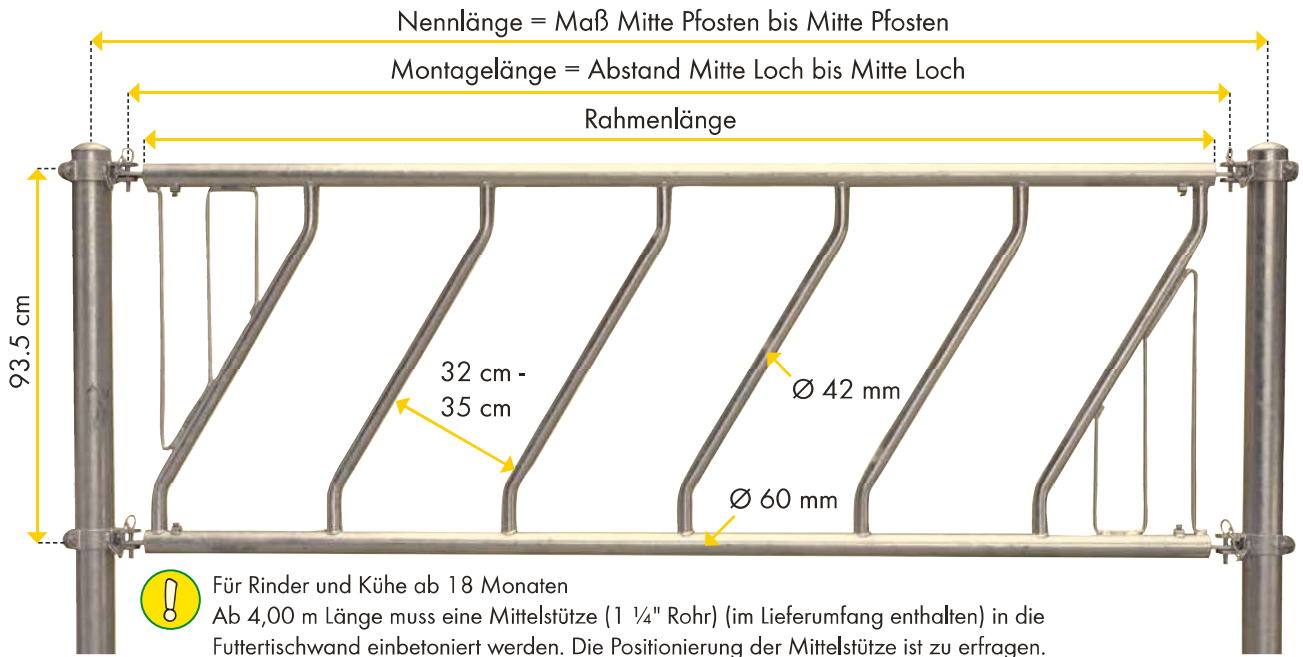 Nennlänge = Maß Mitte Pfosten bis Mitte Pfosten
Montagelänge = Abstand Mitte Loch bis Mitte Loch
Rahmenlänge
93.5 cm
32 cm -
35 cm
Ø 42 mm
Ø 60 mm
Für Rinder und Kühe ab 18 Monaten
Ab 4,00 m Länge muss eine Mittelstütze (1 ¼" Rohr) (im Lieferumfang enthalten) in die
Futtertischwand einbetoniert werden. Die Positionierung der Mittelstütze ist zu erfragen.